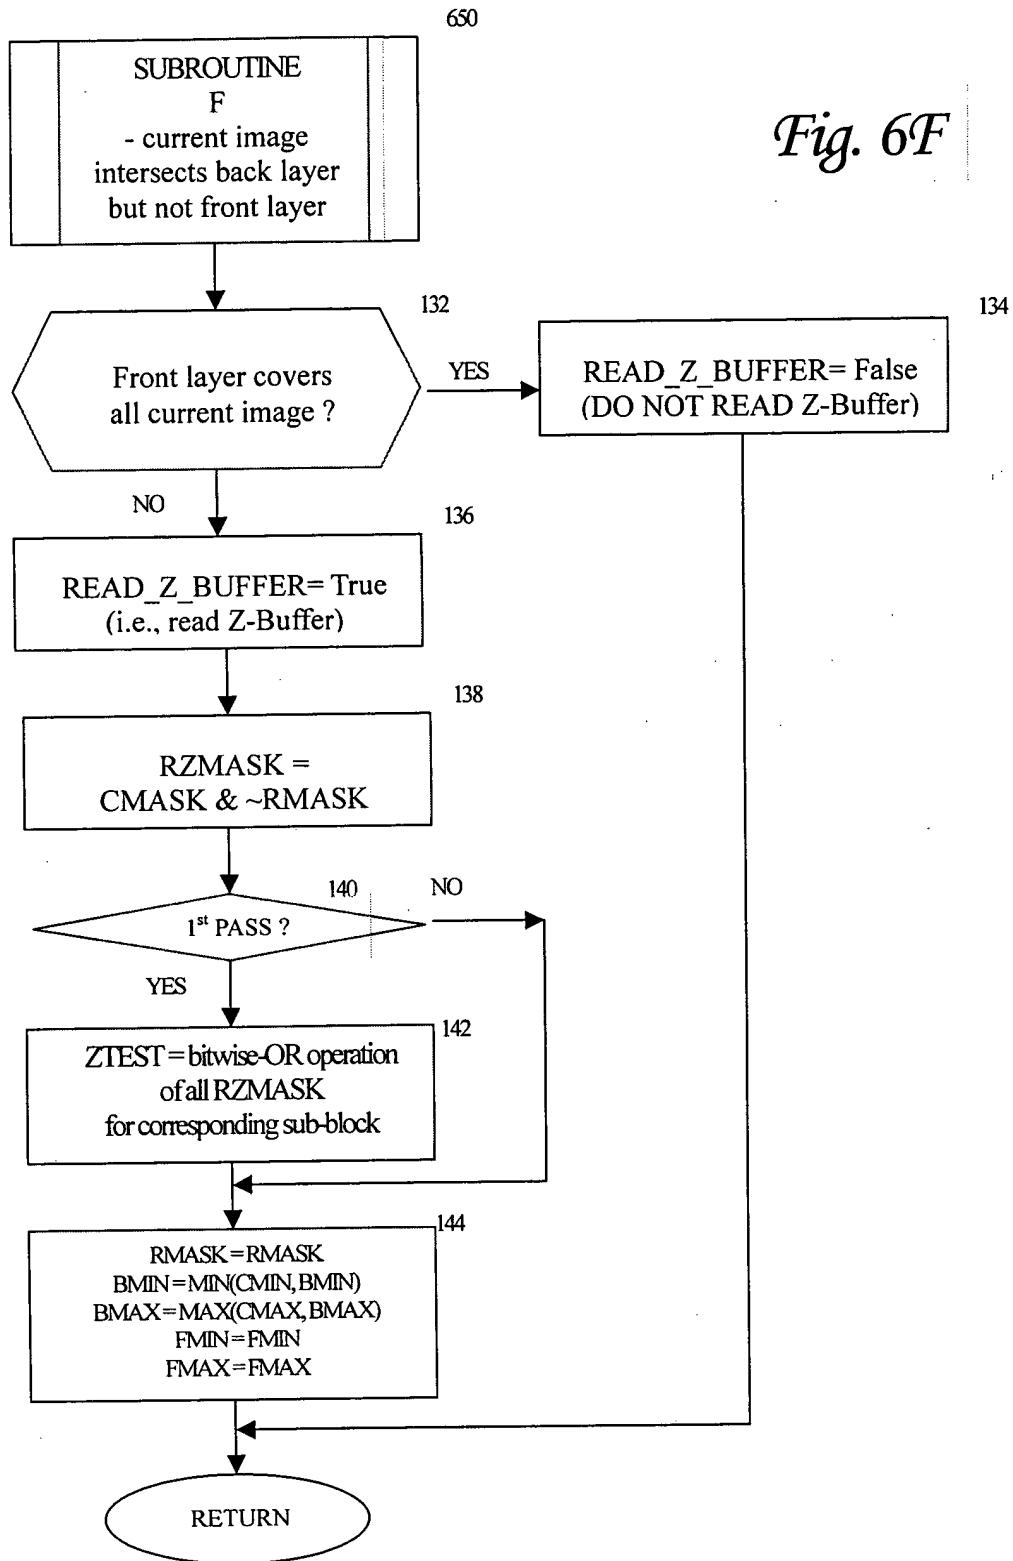 650
SUBROUTINE
F
- current image
intersects back layer
but not front layer
Fig. 6F
132
Front layer covers
all current image ?
YES
134
READ_Z_BUFFER= False
(DO NOT READ Z-Buffer)
NO
136
READ_Z_BUFFER= True
(i.e., read Z-Buffer)
138
RZMASK =
CMASK & ~RMASK
140
NO
1st PASS ?
YES
142
ZTEST = bitwise-OR operation
of all RZMASK
for corresponding sub-block
144
RMASK = RMASK
BMIN = MIN(CMIN, BMIN)
BMAX = MAX(CMAX, BMAX)
FMIN = FMIN
FMAX = FMAX
RETURN